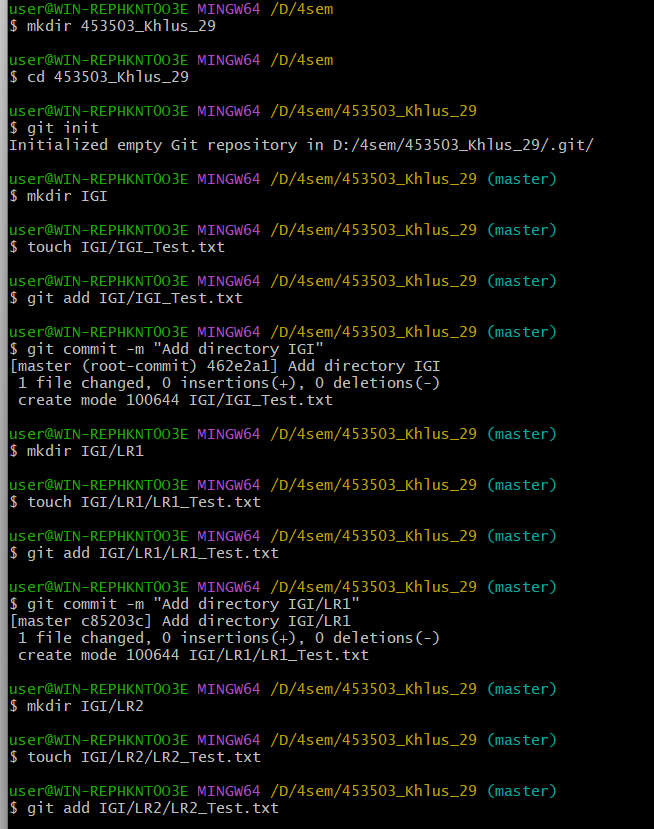 user@WIN-REPHKNTOO3E MINGW64 /D/4sem
$ mkdir 453503_Khlus_29
user@WIN-REPHKNTOO3E MINGW64 /D/4sem
$ cd 453503_Khlus_29
user@WIN-REPHKNTOO3E MINGW64 /D/4sem/453503_Khlus_29
$ git init
Initialized empty Git repository in D:/4sem/453503_Khlus_29/.git/
user@WIN-REPHKNTOO3E MINGW64 /D/4sem/453503_Khlus_29 (master)
$ mkdir IGI
user@WIN-REPHKNTOO3E MINGW64 /D/4sem/453503_Khlus_29 (master)
$ touch IGI/IGI_Test.txt
user@WIN-REPHKNTOO3E MINGW64 /D/4sem/453503_Khlus_29 (master)
$ git add IGI/IGI_Test.txt
user@WIN-REPHKNTOO3E MINGW64 /D/4sem/453503_Khlus_29 (master)
$ git commit -m "Add directory IGI"
[master (root-commit) 462e2a1] Add directory IGI
 1 file changed, 0 insertions(+), 0 deletions(-)
 create mode 100644 IGI/IGI_Test.txt
user@WIN-REPHKNTOO3E MINGW64 /D/4sem/453503_Khlus_29 (master)
$ mkdir IGI/LR1
user@WIN-REPHKNTOO3E MINGW64 /D/4sem/453503_Khlus_29 (master)
$ touch IGI/LR1/LR1_Test.txt
user@WIN-REPHKNTOO3E MINGW64 /D/4sem/453503_Khlus_29 (master)
$ git add IGI/LR1/LR1_Test.txt
user@WIN-REPHKNTOO3E MINGW64 /D/4sem/453503_Khlus_29 (master)
$ git commit -m "Add directory IGI/LR1"
[master c85203c] Add directory IGI/LR1
 1 file changed, 0 insertions(+), 0 deletions(-)
 create mode 100644 IGI/LR1/LR1_Test.txt
user@WIN-REPHKNTOO3E MINGW64 /D/4sem/453503_Khlus_29 (master)
$ mkdir IGI/LR2
user@WIN-REPHKNTOO3E MINGW64 /D/4sem/453503_Khlus_29 (master)
$ touch IGI/LR2/LR2_Test.txt
user@WIN-REPHKNTOO3E MINGW64 /D/4sem/453503_Khlus_29 (master)
$ git add IGI/LR2/LR2_Test.txt